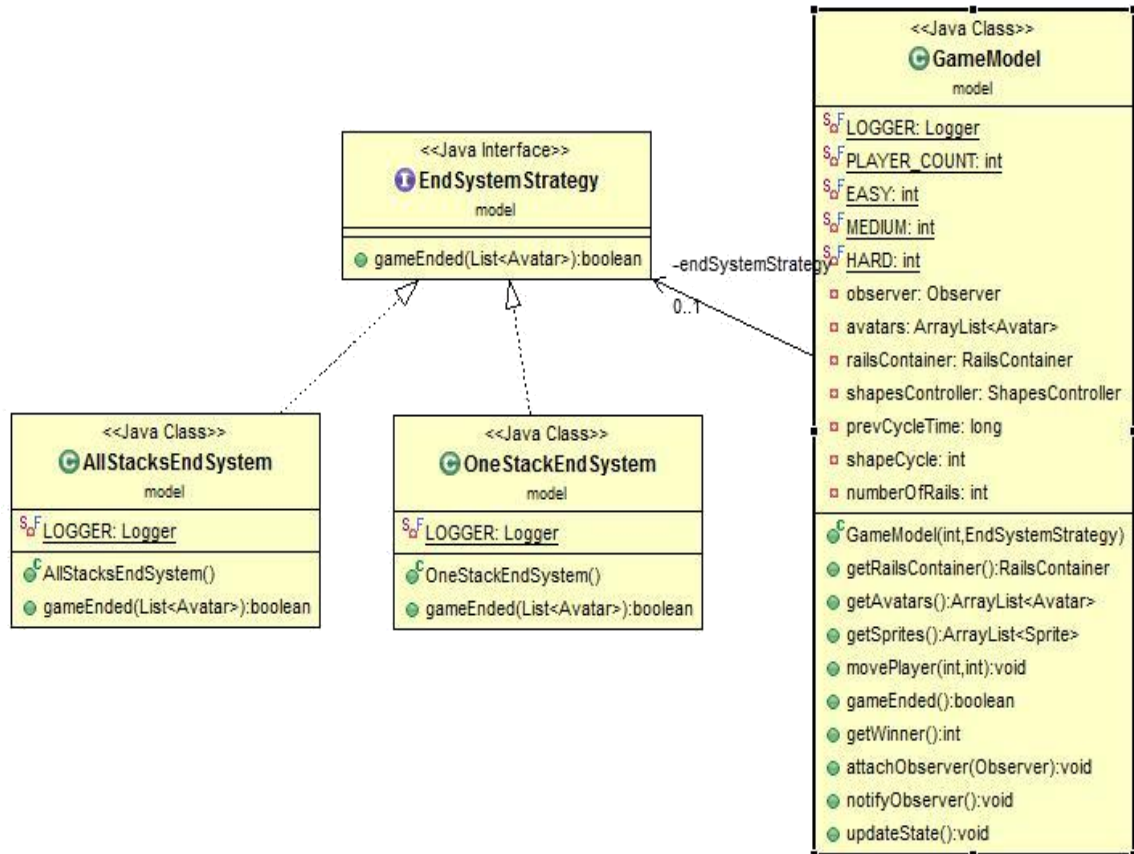 <<Java Interface>>
EndSystemStrategy
model
gameEnded(List<Avatar>):boolean
<<Java Class>>
AllStacksEndSystem
model
LOGGER: Logger
AllStacksEndSystem()
gameEnded(List<Avatar>):boolean
<<Java Class>>
OneStackEndSystem
model
LOGGER: Logger
OneStackEndSystem()
gameEnded(List<Avatar>):boolean
-endSystemStrategy
0..1
<<Java Class>>
GameModel
model
LOGGER: Logger
PLAYER_COUNT: int
EASY: int
MEDIUM: int
HARD: int
observer: Observer
avatars: ArrayList<Avatar>
railsContainer: RailsContainer
shapesController: ShapesController
prevCycleTime: long
shapeCycle: int
numberOfRails: int
GameModel(int,EndSystemStrategy)
getRailsContainer():RailsContainer
getAvatars():ArrayList<Avatar>
getSprites():ArrayList<Sprite>
movePlayer(int,int):void
gameEnded():boolean
getWinner():int
attachObserver(Observer):void
notifyObserver():void
updateState():void